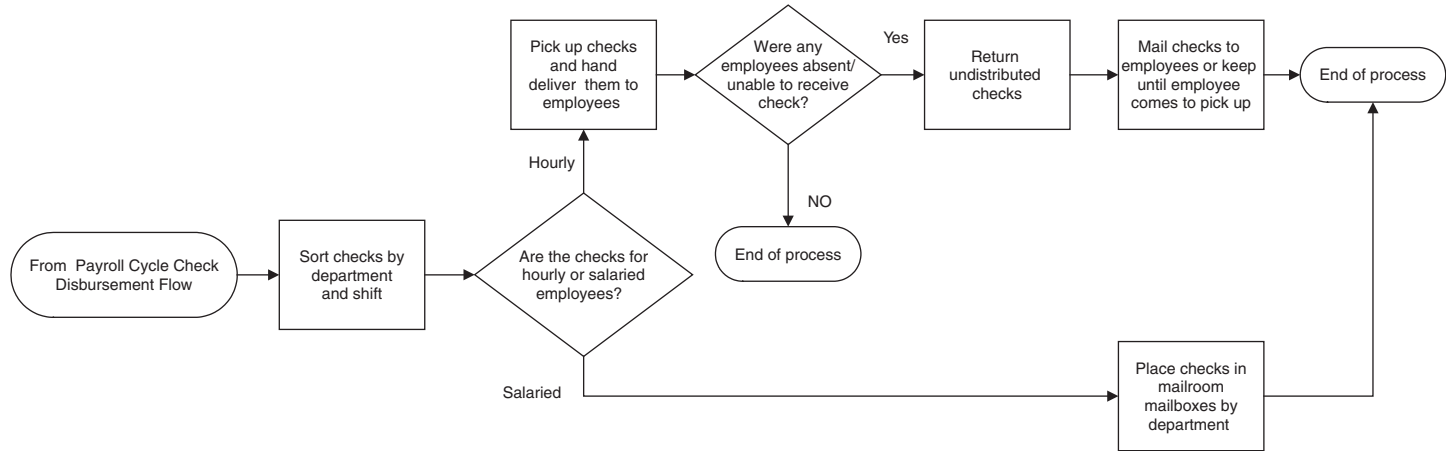 From Payroll Cycle Check
Disbursement Flow
Sort checks by
department
and shift
Are the checks for
hourly or salaried
employees?
Hourly
Pick up checks
and hand
deliver them to
employees
Were any
employees absent/
unable to receive
check?
Yes
Return
undistributed
checks
Mail checks to
employees or keep
until employee
comes to pick up
End of process
NO
End of process
Salaried
Place checks in
mailroom
mailboxes by
department